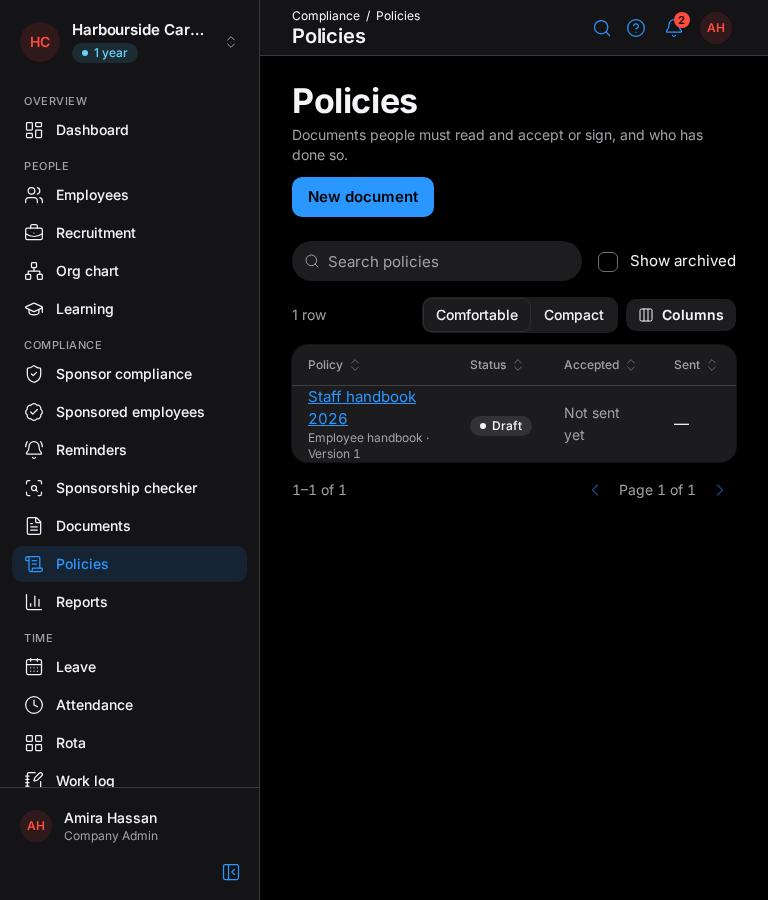 HC
Harbourside Car...
1 year
OVERVIEW
Dashboard
PEOPLE
Employees
Recruitment
Org chart
Learning
COMPLIANCE
Sponsor compliance
Sponsored employees
Reminders
Sponsorship checker
Documents
Policies
Reports
TIME
Leave
Attendance
Rota
Work log
AH
Amira Hassan
Company Admin
Compliance / Policies
Policies
2
AH
Policies
Documents people must read and accept or sign, and who has
done so.
New document
Search policies
Show archived
1 row
Comfortable
Compact
Columns
Policy
Status
Accepted
Sent
Staff handbook
2026
Employee handbook ·
Version 1
Draft
Not sent
yet
—
1–1 of 1
Page 1 of 1